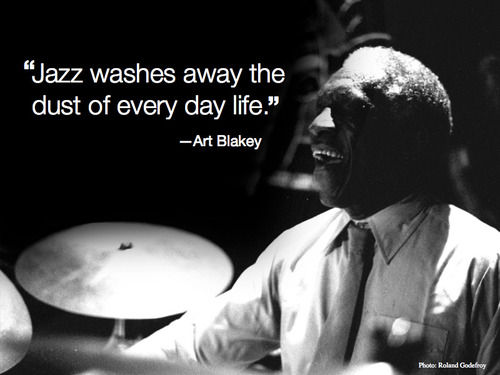 “Jazz washes away the
dust of every day life.”
—Art Blakey
Photo: Roland Godefroy